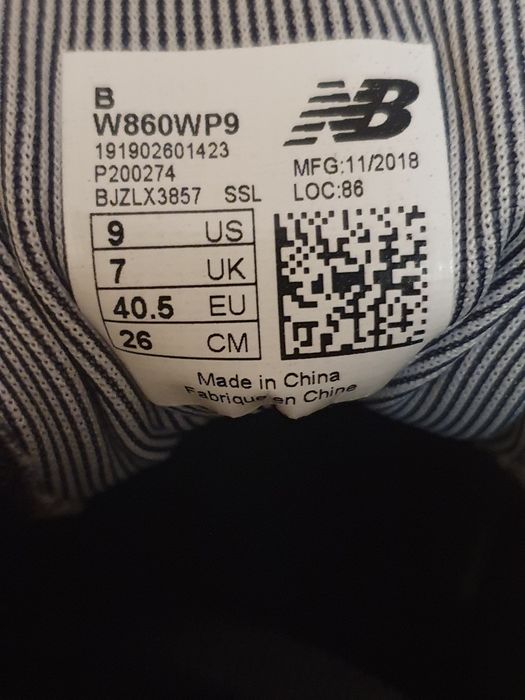 B
W860WP9
191902601423
P200274
BJZLX3857 SSL
NB
MFG:11/2018
LOC:86
9 US
7 UK
40.5 EU
26 CM
Made in China
Fabriqué en Chine